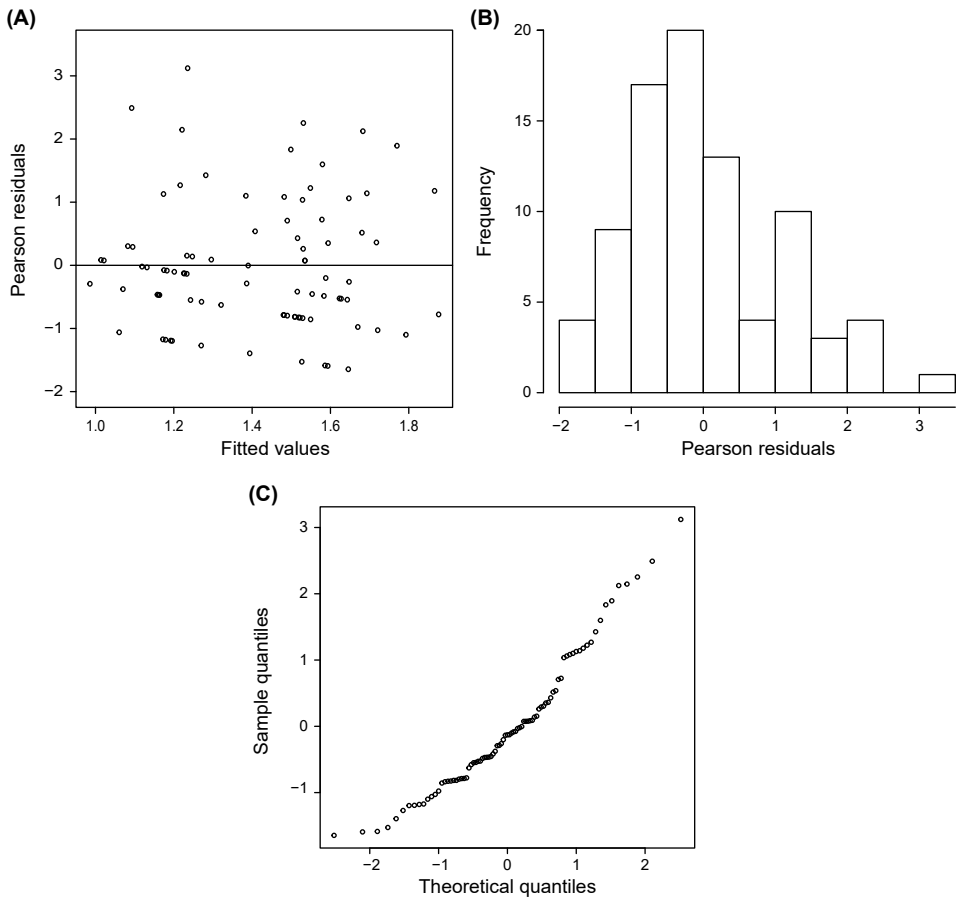 (A)
Pearson residuals
3
2
1
0
−1
−2
1.0 1.2 1.4 1.6 1.8
Fitted values
(B)
Frequency
20
15
10
5
0
−2 −1 0 1 2 3
Pearson residuals
(C)
Sample quantiles
3
2
1
0
−1
−2 −1 0 1 2
Theoretical quantiles